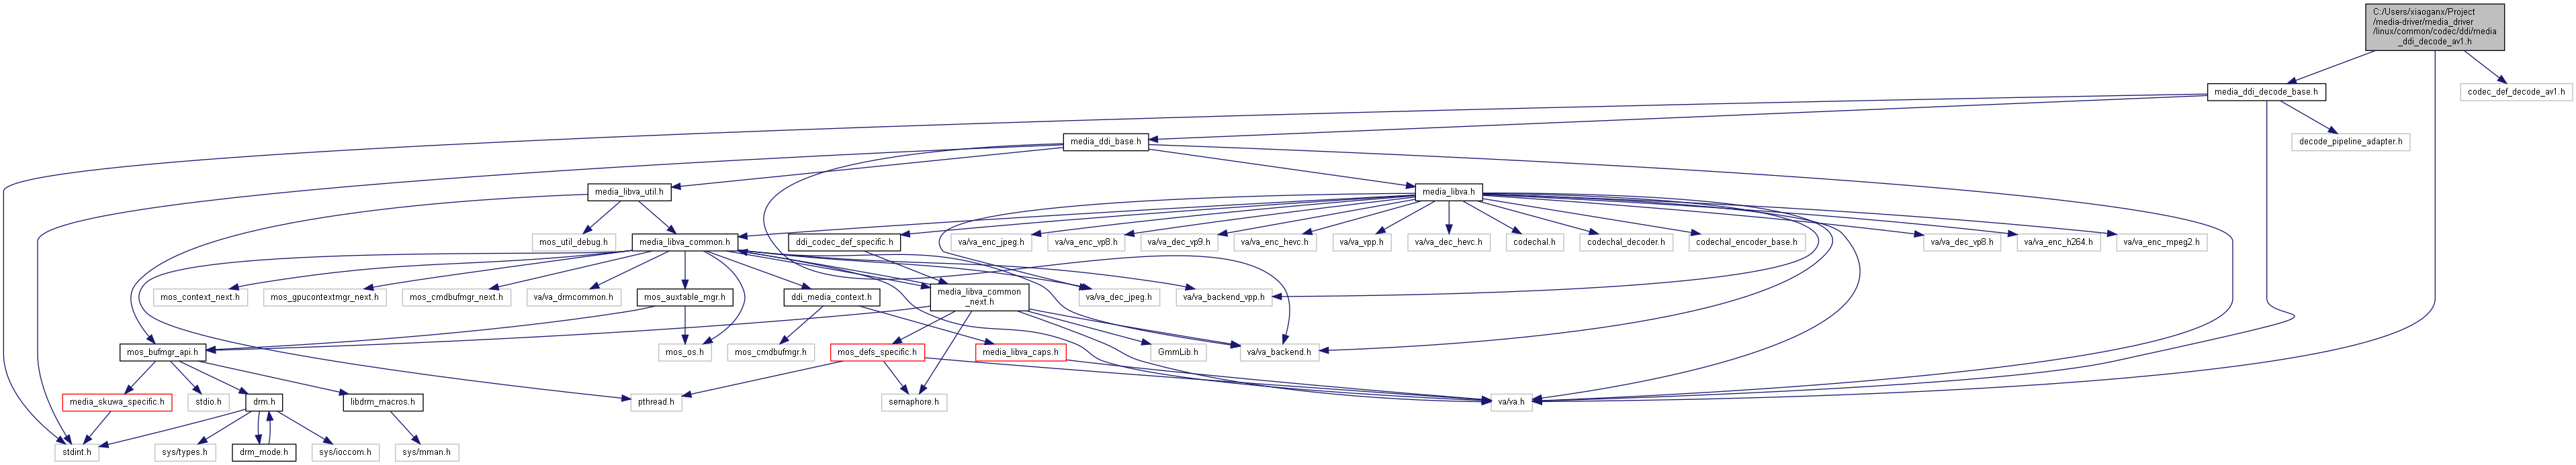 C:/Users/xiaoganx/Project
/media-driver/media_driver
/linux/common/codec/ddi/media
_ddi_decode_av1.h
media_ddi_decode_base.h
codec_def_decode_av1.h
media_ddi_base.h
decode_pipeline_adapter.h
media_libva_util.h
media_libva.h
mos_util_debug.h
media_libva_common.h
ddi_codec_def_specific.h
va/va_enc_jpeg.h
va/va_enc_vp8.h
va/va_dec_vp9.h
va/va_enc_hevc.h
va/va_vpp.h
va/va_dec_hevc.h
codechal.h
codechal_decoder.h
codechal_encoder_base.h
va/va_dec_vp8.h
va/va_enc_h264.h
va/va_enc_mpeg2.h
mos_context_next.h
mos_gpucontextmgr_next.h
mos_cmdbufmgr_next.h
va/va_drmcommon.h
mos_auxtable_mgr.h
ddi_media_context.h
media_libva_common
_next.h
va/va_dec_jpeg.h
va/va_backend_vpp.h
mos_bufmgr_api.h
mos_os.h
mos_cmdbufmgr.h
mos_defs_specific.h
media_libva_caps.h
GmmLib.h
va/va_backend.h
media_skuwa_specific.h
stdio.h
drm.h
libdrm_macros.h
pthread.h
semaphore.h
va/va.h
stdint.h
sys/types.h
drm_mode.h
sys/ioccom.h
sys/mman.h